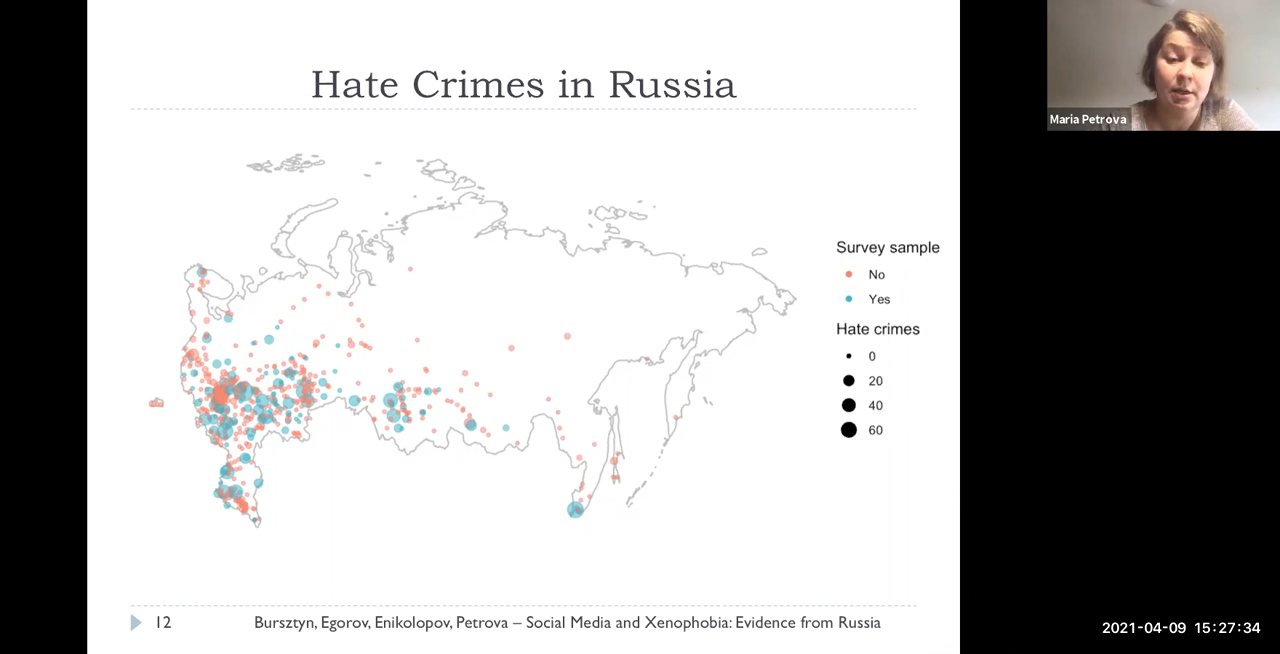 Hate Crimes in Russia
Maria Petrova
Survey sample
No
Yes
Hate crimes
0
20
40
60
12
Bursztyn, Egorov, Enikolopov, Petrova – Social Media and Xenophobia: Evidence from Russia
2021-04-09 15:27:34